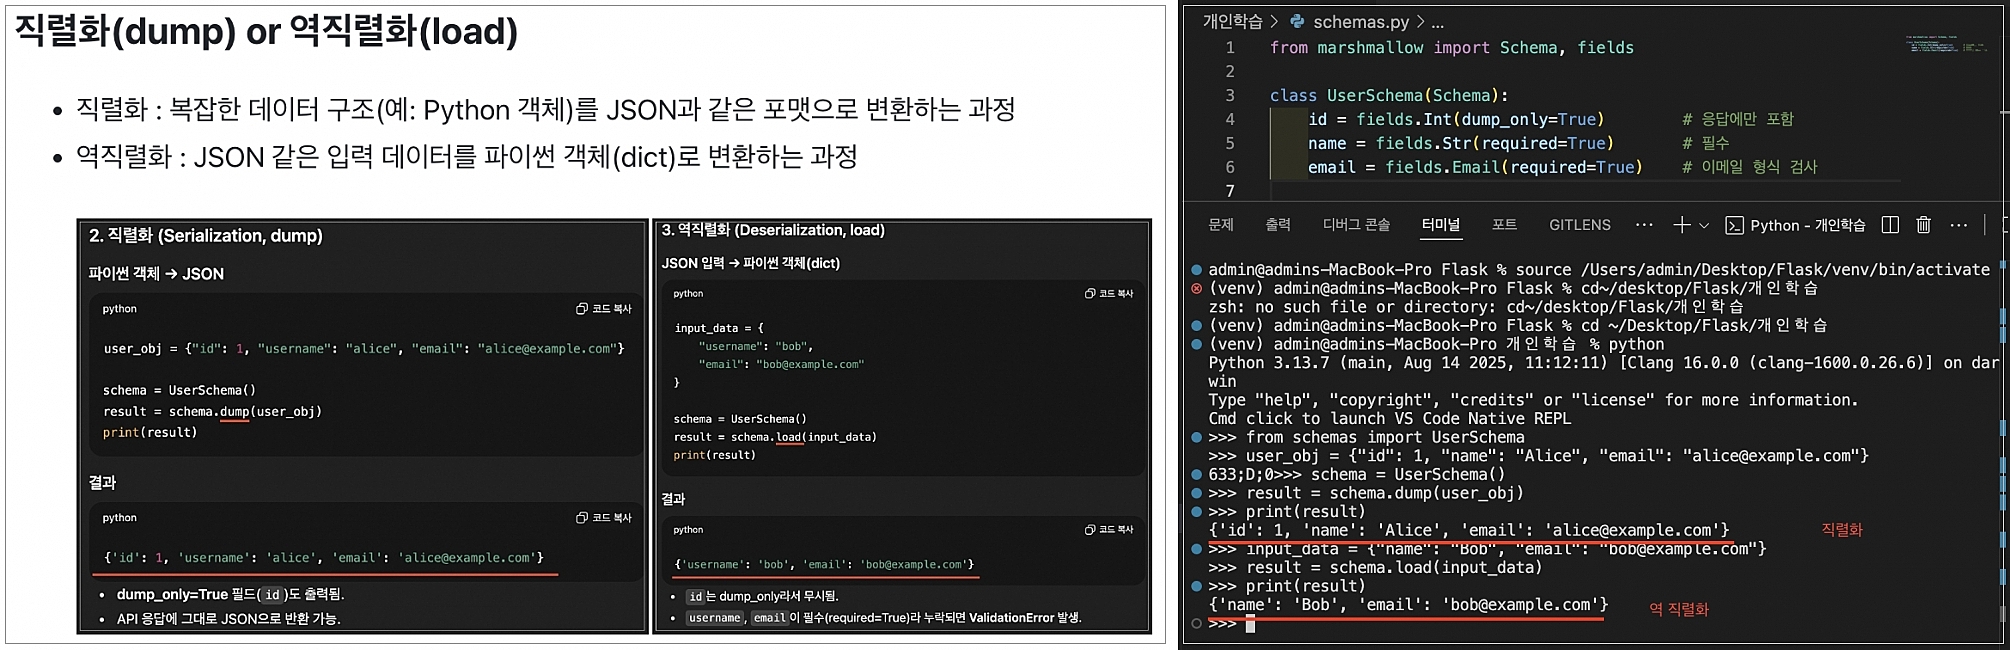 직렬화(dump) or 역직렬화(load)
• 직렬화 : 복잡한 데이터 구조(예: Python 객체)를 JSON과 같은 포맷으로 변환하는 과정
• 역직렬화 : JSON 같은 입력 데이터를 파이썬 객체(dict)로 변환하는 과정
2. 직렬화 (Serialization, dump)
파이썬 객체 → JSON
python 코드 복사
user_obj = {"id": 1, "username": "alice", "email": "alice@example.com"}
schema = UserSchema()
result = schema.dump(user_obj)
print(result)
결과
python 코드 복사
{'id': 1, 'username': 'alice', 'email': 'alice@example.com'}
• dump_only=True 필드(id)도 출력됨.
• API 응답에 그대로 JSON으로 반환 가능.
3. 역직렬화 (Deserialization, load)
JSON 입력 → 파이썬 객체(dict)
python 코드 복사
input_data = {
"username": "bob",
"email": "bob@example.com"
}
schema = UserSchema()
result = schema.load(input_data)
print(result)
결과
python 코드 복사
{'username': 'bob', 'email': 'bob@example.com'}
• id는 dump_only라서 무시됨.
• username, email이 필수(required=True)라 누락되면 ValidationError 발생.
개인학습 > schemas.py > ...
1 from marshmallow import Schema, fields
2
3 class UserSchema(Schema):
4 id = fields.Int(dump_only=True) # 응답에만 포함
5 name = fields.Str(required=True) # 필수
6 email = fields.Email(required=True) # 이메일 형식 검사
7
문제 출력 디버그 콘솔 터미널 포트 GITLENS ··· Python - 개인학습 ···
admin@admins-MacBook-Pro Flask % source /Users/admin/Desktop/Flask/venv/bin/activate
(venv) admin@admins-MacBook-Pro Flask % cd~/desktop/Flask/개인학습
zsh: no such file or directory: cd~/desktop/Flask/개인학습
(venv) admin@admins-MacBook-Pro Flask % cd ~/Desktop/Flask/개인학습
(venv) admin@admins-MacBook-Pro 개인학습 % python
Python 3.13.7 (main, Aug 14 2025, 11:12:11) [Clang 16.0.0 (clang-1600.0.26.6)] on dar
win
Type "help", "copyright", "credits" or "license" for more information.
Cmd click to launch VS Code Native REPL
>>> from schemas import UserSchema
>>> user_obj = {"id": 1, "name": "Alice", "email": "alice@example.com"}
633;D;0>>> schema = UserSchema()
>>> result = schema.dump(user_obj)
>>> print(result)
{'id': 1, 'name': 'Alice', 'email': 'alice@example.com'} 직렬화
>>> input_data = {"name": "Bob", "email": "bob@example.com"}
>>> result = schema.load(input_data)
>>> print(result)
{'name': 'Bob', 'email': 'bob@example.com'} 역 직렬화
>>>